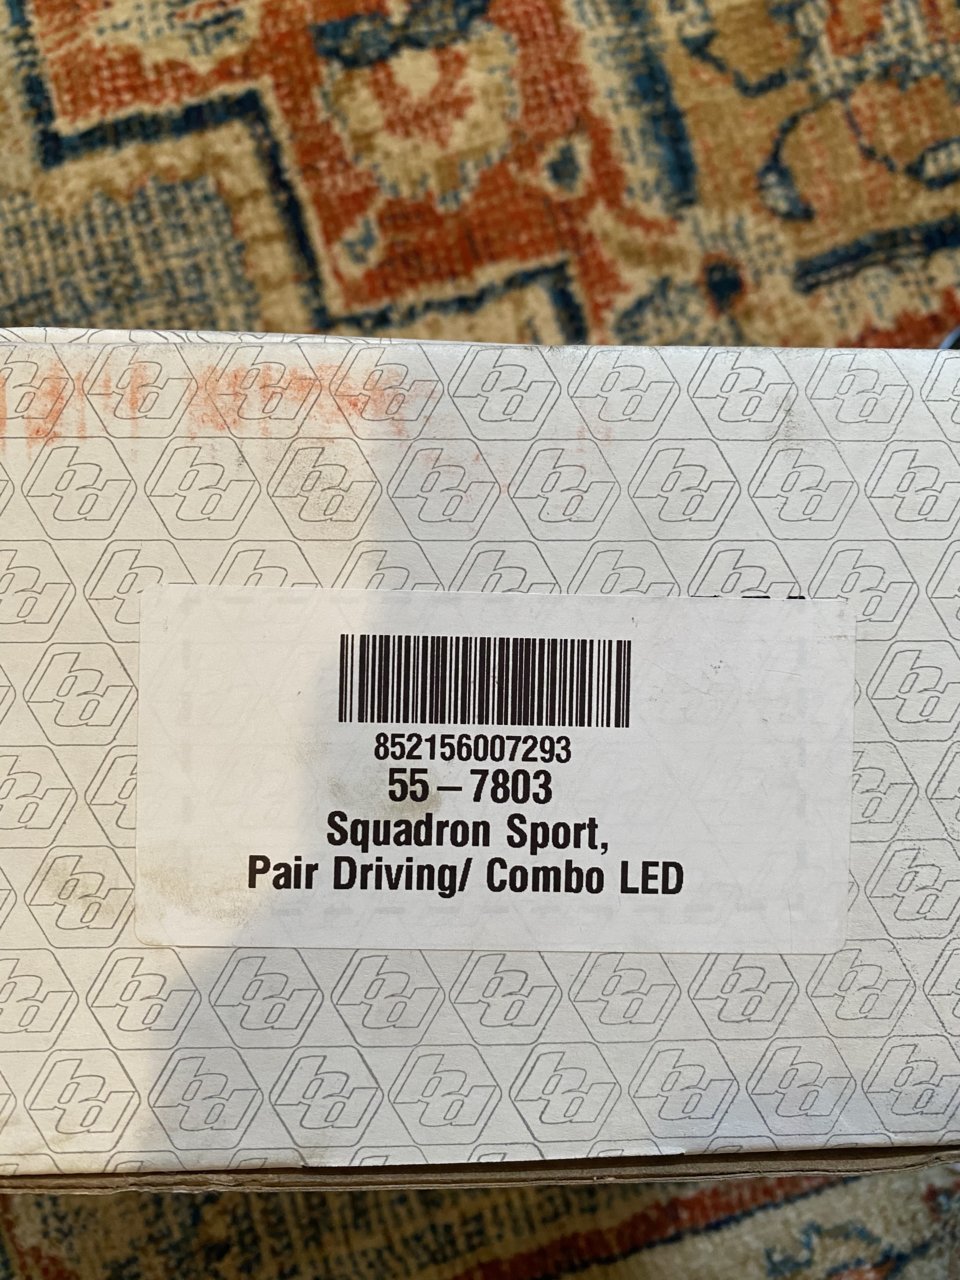 852156007293
55-7803
Squadron Sport,
Pair Driving/ Combo LED